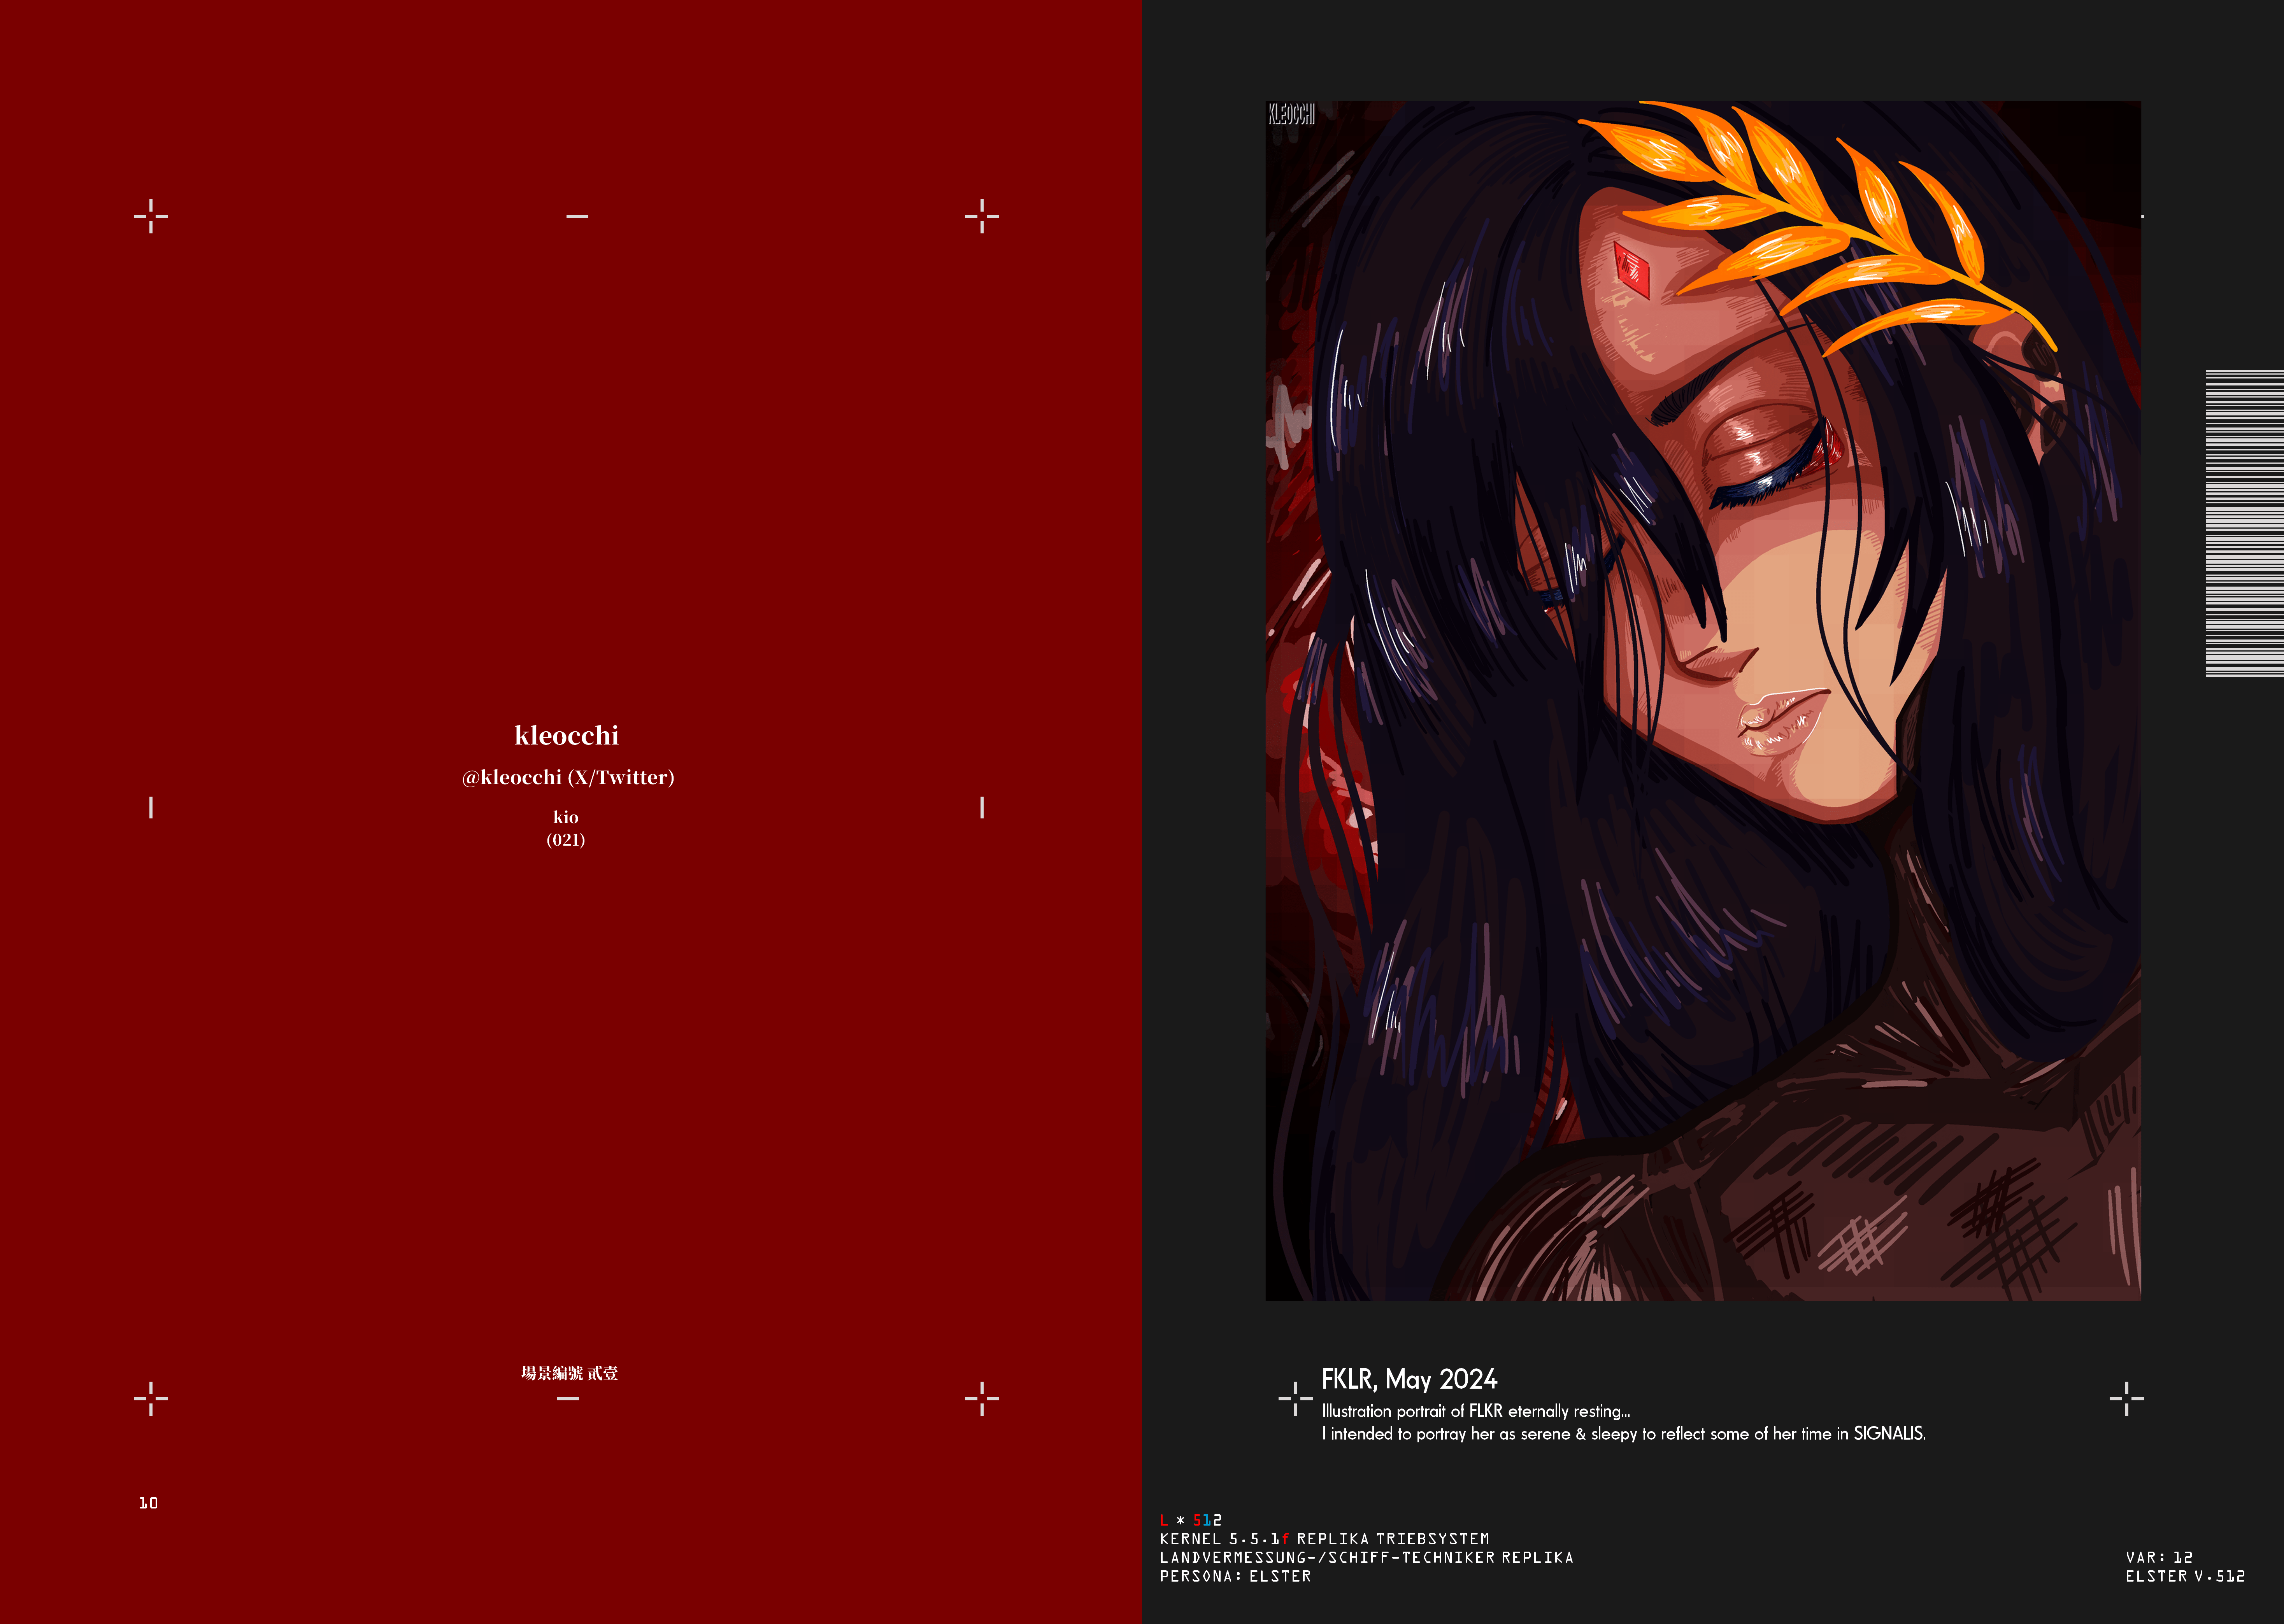 kleocchi
@kleocchi (X/Twitter)
kio
(021)
場景編號 貳壹
10
KLEOCCHI
FKLR, May 2024
Illustration portrait of FLKR eternally resting...
I intended to portray her as serene & sleepy to reflect some of her time in SIGNALIS.
L * 512
KERNEL 5.5.1f REPLIKA TRIEBSYSTEM
LANDVERMESSUNG-/SCHIFF-TECHNIKER REPLIKA
PERSONA: ELSTER
VAR: 12
ELSTER V.512